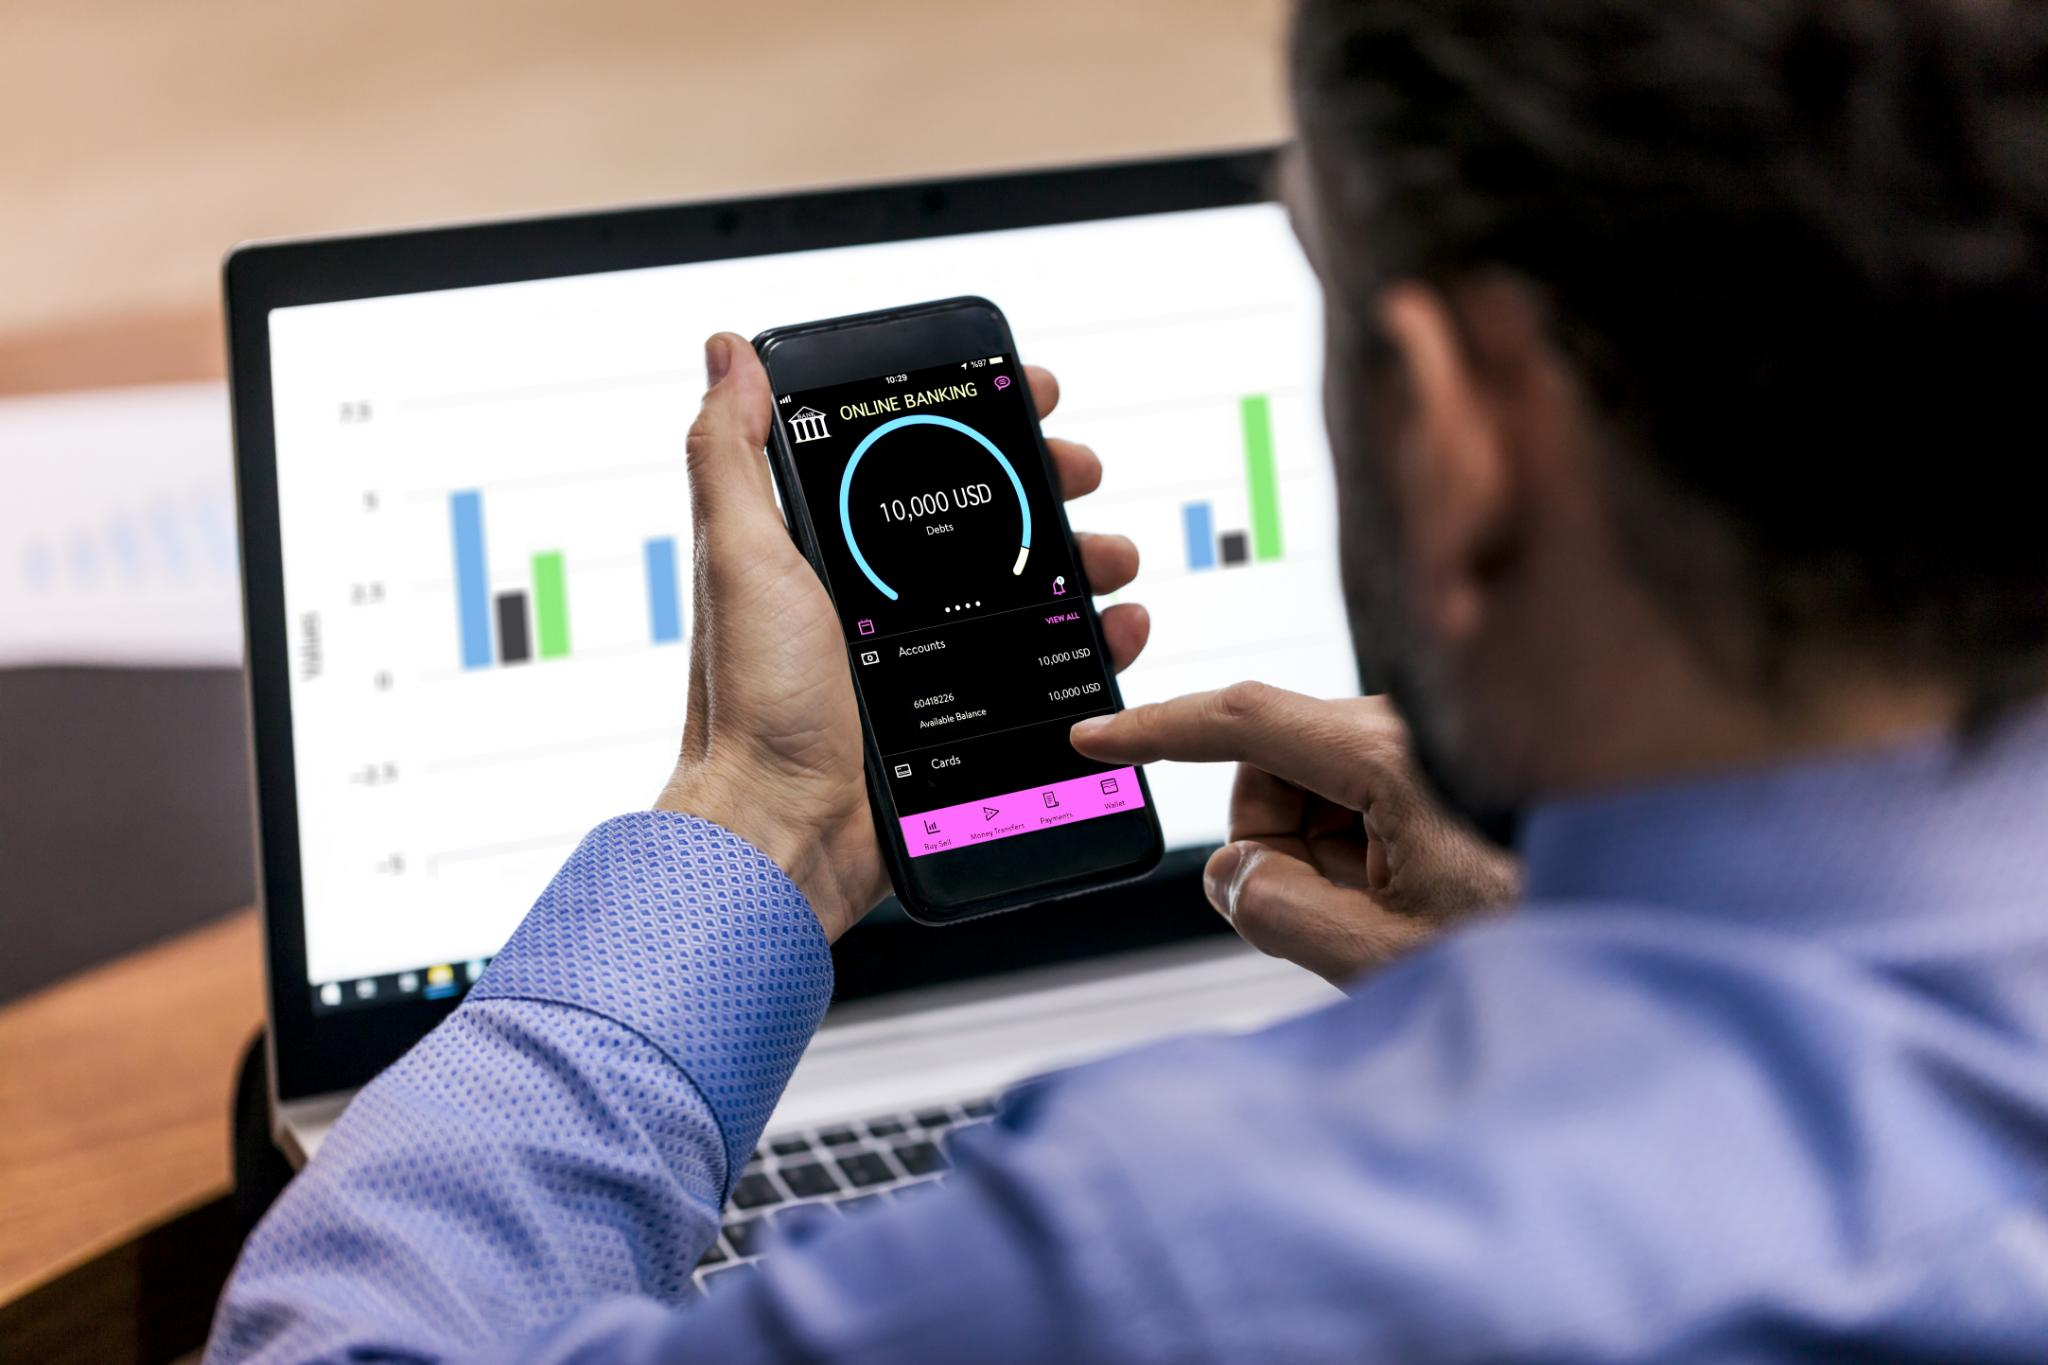 10:29
%97
ONLINE BANKING
BANK
10,000 USD
Debts
VIEW ALL
Accounts
10,000 USD
60418226
10,000 USD
Available Balance
Cards
Buy Sell
Money Transfers
Payments
Wallet
7.5
5
2.5
0
-2.5
-5
Values